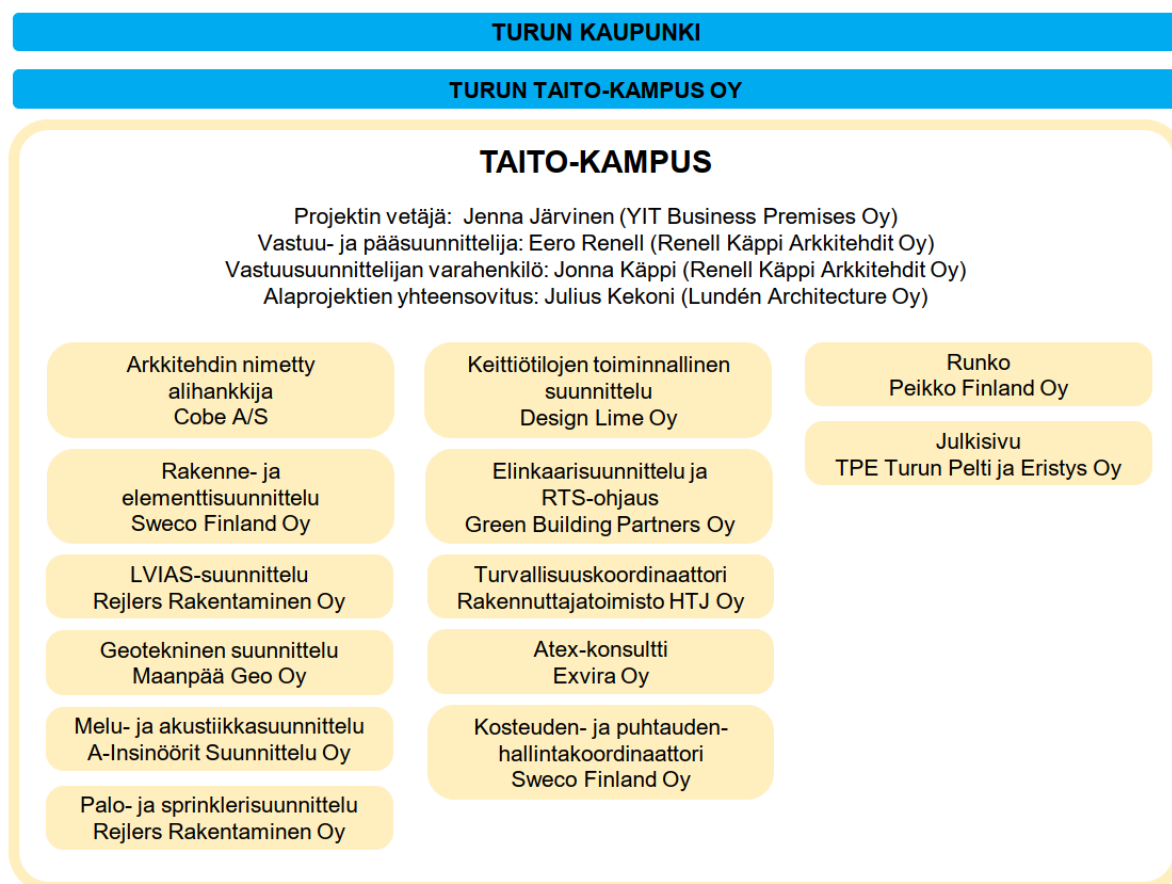 TURUN KAUPUNKI
TURUN TAITO-KAMPUS OY
TAITO-KAMPUS
Projektin vetäjä: Jenna Järvinen (YIT Business Premises Oy)
Vastuu- ja pääsuunnittelija: Eero Renell (Renell Käppi Arkkitehdit Oy)
Vastuusuunnittelijan varahenkilö: Jonna Käppi (Renell Käppi Arkkitehdit Oy)
Alaprojektien yhteensovitus: Julius Kekoni (Lundén Architecture Oy)
Arkkitehdin nimetty
alihankkija
Cobe A/S
Rakenne- ja
elementtisuunnittelu
Sweco Finland Oy
LVIAS-suunnittelu
Rejlers Rakentaminen Oy
Geotekninen suunnittelu
Maanpää Geo Oy
Melu- ja akustiikkasuunnittelu
A-Insinöörit Suunnittelu Oy
Palo- ja sprinklerisuunnittelu
Rejlers Rakentaminen Oy
Keittiötilojen toiminnallinen
suunnittelu
Design Lime Oy
Elinkaarisuunnittelu ja
RTS-ohjaus
Green Building Partners Oy
Turvallisuuskoordinaattori
Rakennuttajatoimisto HTJ Oy
Atex-konsultti
Exvira Oy
Kosteuden- ja puhtauden-
hallintakoordinaattori
Sweco Finland Oy
Runko
Peikko Finland Oy
Julkisivu
TPE Turun Pelti ja Eristys Oy